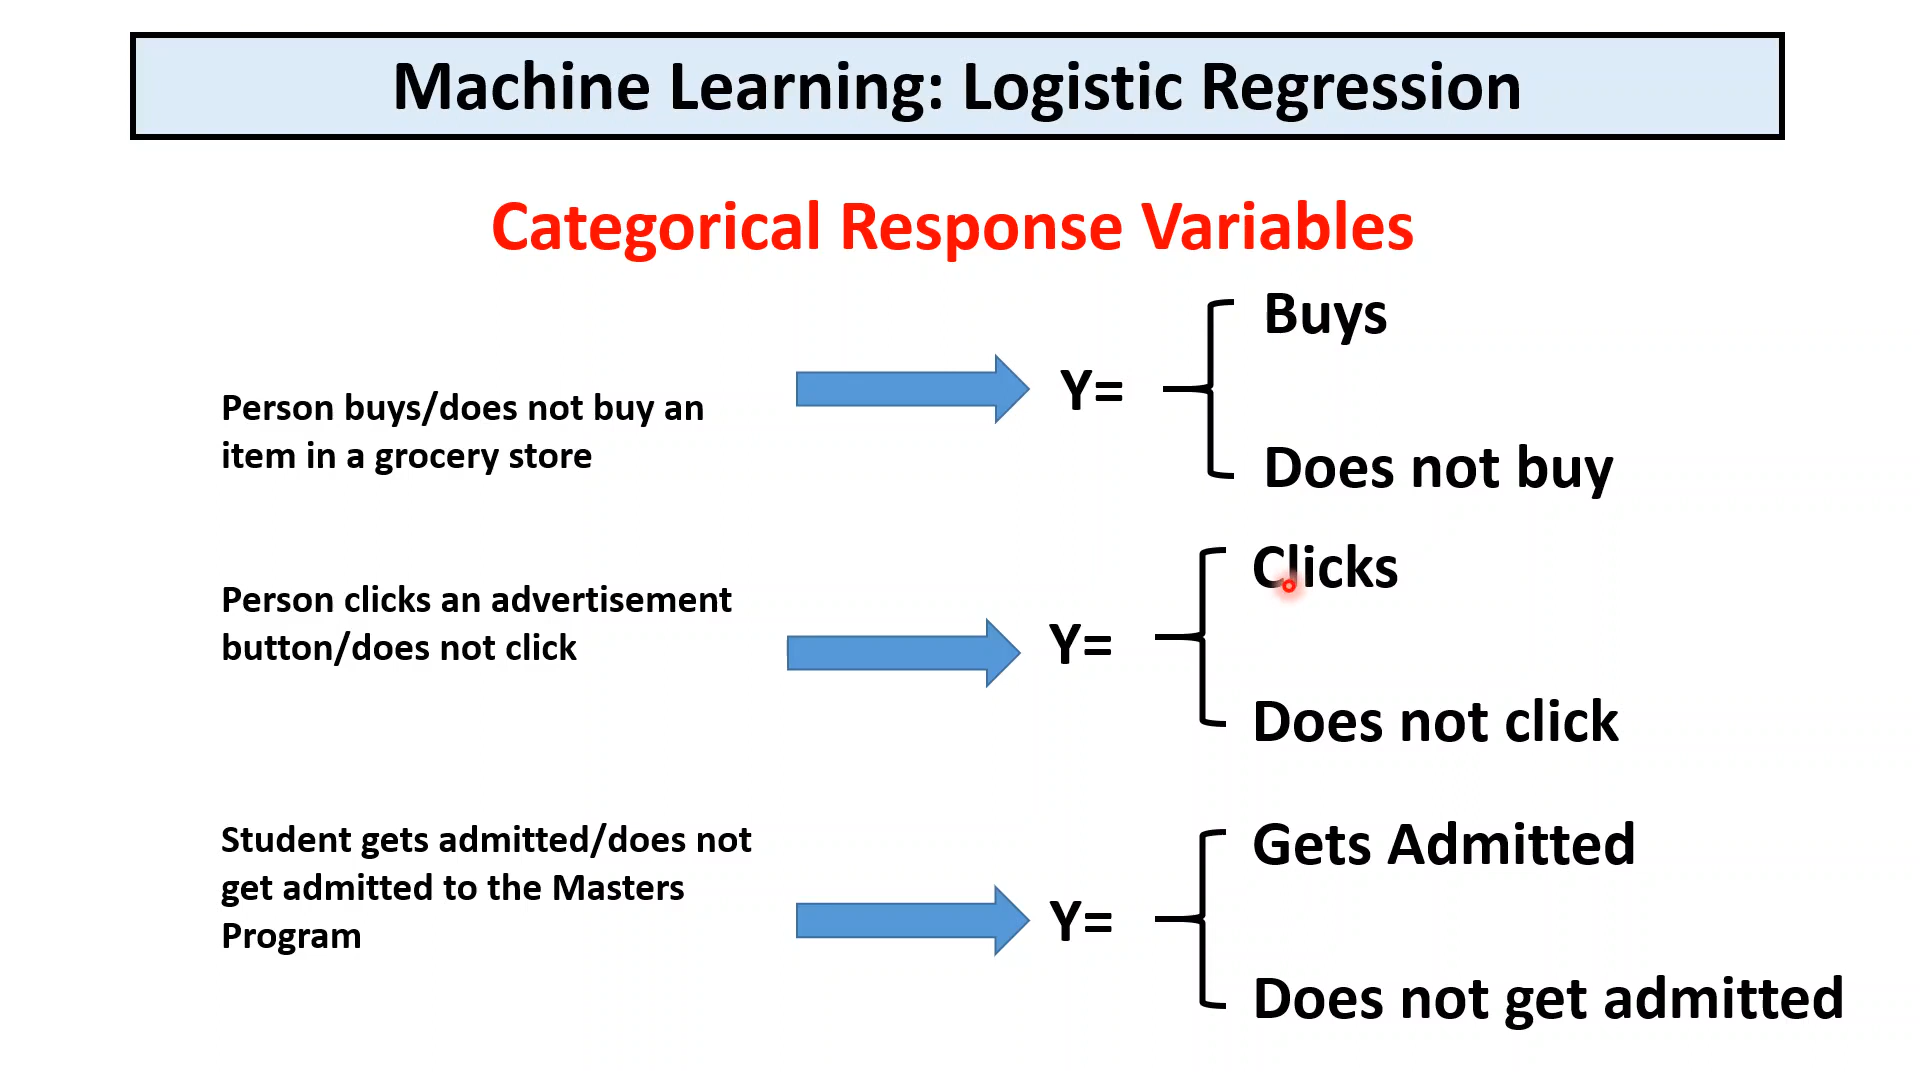 Machine Learning: Logistic Regression
Categorical Response Variables
Person buys/does not buy an
item in a grocery store
Y=
Buys
Does not buy
Person clicks an advertisement
button/does not click
Y=
Clicks
Does not click
Student gets admitted/does not
get admitted to the Masters
Program
Y=
Gets Admitted
Does not get admitted